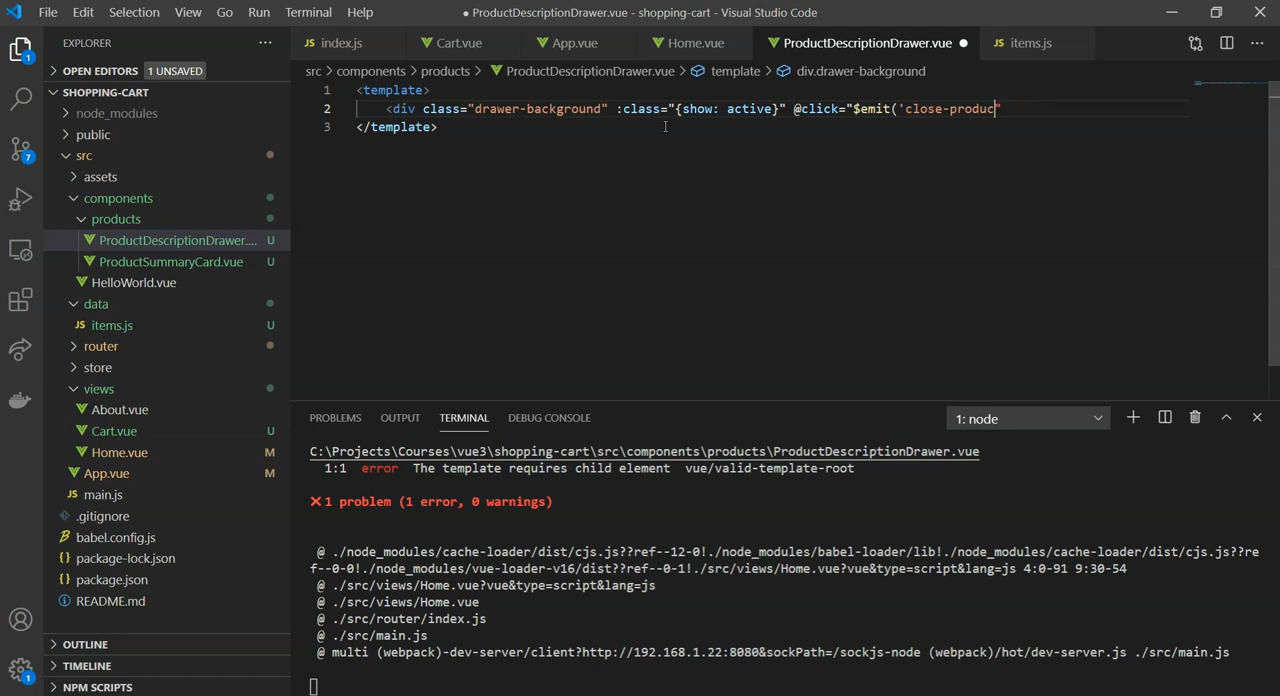 File Edit Selection View Go Run Terminal Help
● ProductDescriptionDrawer.vue - shopping-cart - Visual Studio Code
EXPLORER
OPEN EDITORS 1 UNSAVED
SHOPPING-CART
node_modules
public
src
assets
components
products
ProductDescriptionDrawer.... U
ProductSummaryCard.vue U
HelloWorld.vue
data
JS items.js U
router
store
views
About.vue
Cart.vue U
Home.vue M
App.vue M
JS main.js
.gitignore
babel.config.js
{} package-lock.json
{} package.json
README.md
OUTLINE
TIMELINE
NPM SCRIPTS
1
7
1
JS index.js Cart.vue App.vue Home.vue ProductDescriptionDrawer.vue ● JS items.js
src > components > products > ProductDescriptionDrawer.vue > template > div.drawer-background
1 <template>
2 <div class="drawer-background" :class="{show: active}" @click="$emit('close-produc"
3 </template>
PROBLEMS OUTPUT TERMINAL DEBUG CONSOLE 1: node
C:\Projects\Courses\vue3\shopping-cart\src\components\products\ProductDescriptionDrawer.vue
1:1 error The template requires child element vue/valid-template-root
✕ 1 problem (1 error, 0 warnings)
@ ./node_modules/cache-loader/dist/cjs.js??ref--12-0!./node_modules/babel-loader/lib!./node_modules/cache-loader/dist/cjs.js??re
f--0-0!./node_modules/vue-loader-v16/dist??ref--0-1!./src/views/Home.vue?vue&type=script&lang=js 4:0-91 9:30-54
@ ./src/views/Home.vue?vue&type=script&lang=js
@ ./src/views/Home.vue
@ ./src/router/index.js
@ ./src/main.js
@ multi (webpack)-dev-server/client?http://192.168.1.22:8080&sockPath=/sockjs-node (webpack)/hot/dev-server.js ./src/main.js